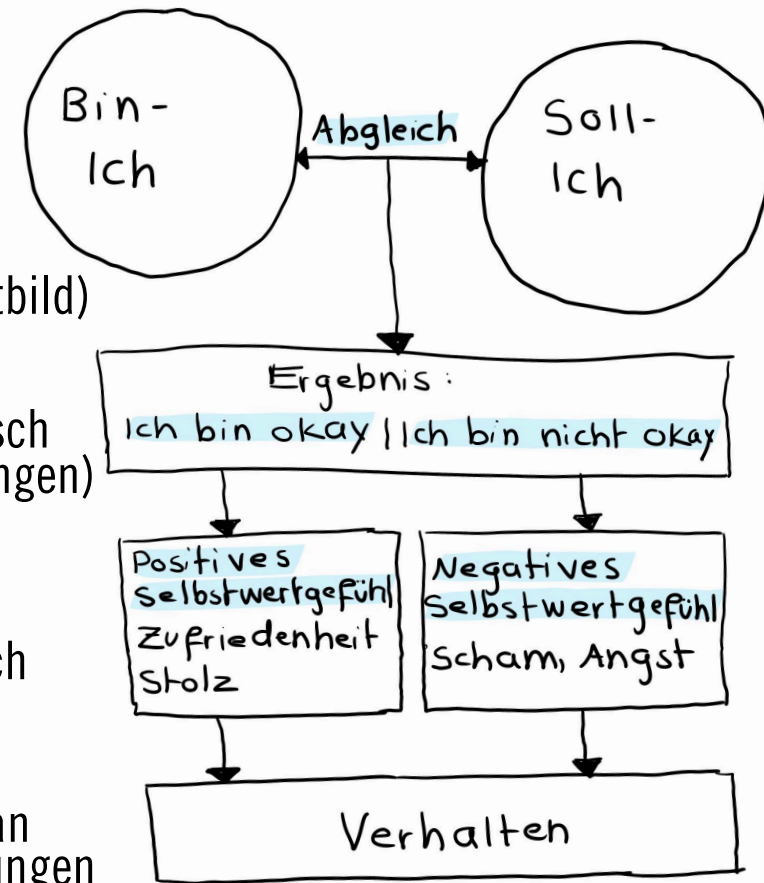 Bin-
Ich
Abgleich
Soll-
Ich
tbild)
Ergebnis:
sch
Ich bin okay | Ich bin nicht okay
ngen)
Positives
Selbstwertgefühl
Zufriedenheit
Stolz
Negatives
Selbstwertgefühl
Scham, Angst
ch
an
ungen
Verhalten